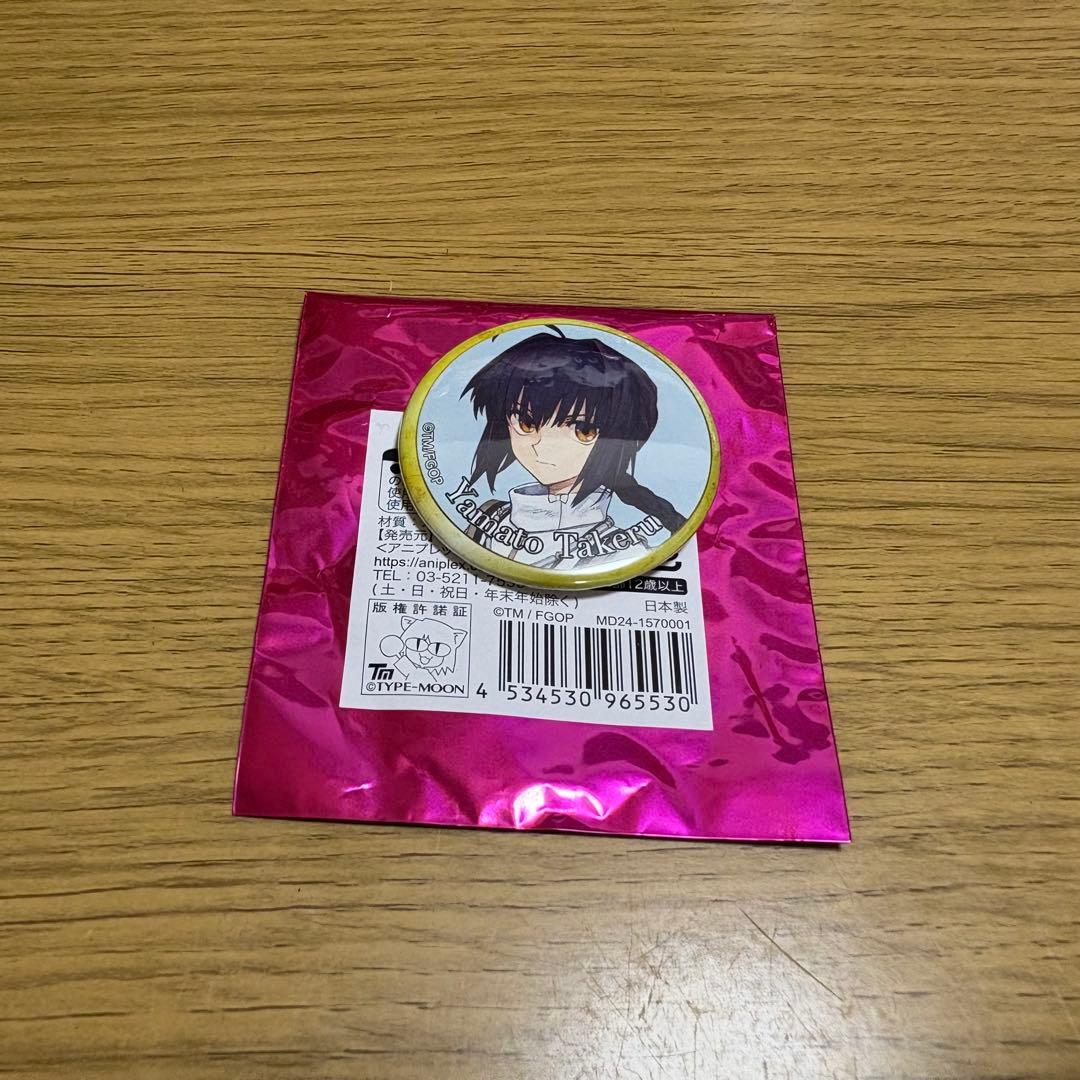 ©TM/FGOP
Yamato Takeru
の
使用
使用
材質
【発売元】
<アニプレッ
https://aniplex.
TEL：03-5211-75
(土・日・祝日・年末年始除く)
12歳以上
日本製
©TM / FGOP
MD24-1570001
版権許諾証
TM
©TYPE-MOON
4 534530 965530